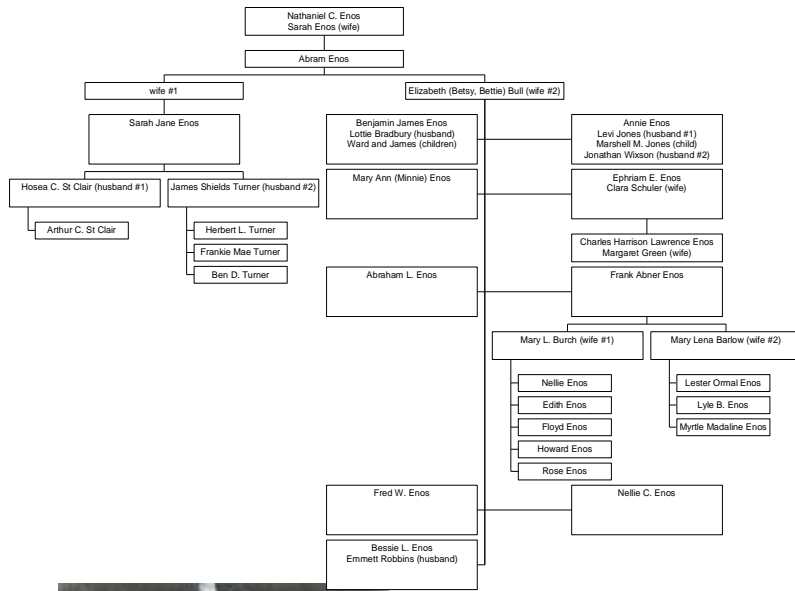 Nathaniel C. Enos
Sarah Enos (wife)
Abram Enos
wife #1
Elizabeth (Betsy, Bettie) Bull (wife #2)
Sarah Jane Enos
Benjamin James Enos
Lottie Bradbury (husband)
Ward and James (children)
Annie Enos
Levi Jones (husband #1)
Marshell M. Jones (child)
Jonathan Wixson (husband #2)
Hosea C. St Clair (husband #1)
James Shields Turner (husband #2)
Mary Ann (Minnie) Enos
Ephriam E. Enos
Clara Schuler (wife)
Arthur C. St Clair
Herbert L. Turner
Frankie Mae Turner
Ben D. Turner
Charles Harrison Lawrence Enos
Margaret Green (wife)
Abraham L. Enos
Frank Abner Enos
Mary L. Burch (wife #1)
Mary Lena Barlow (wife #2)
Nellie Enos
Edith Enos
Floyd Enos
Howard Enos
Rose Enos
Lester Ormal Enos
Lyle B. Enos
Myrtle Madaline Enos
Fred W. Enos
Nellie C. Enos
Bessie L. Enos
Emmett Robbins (husband)